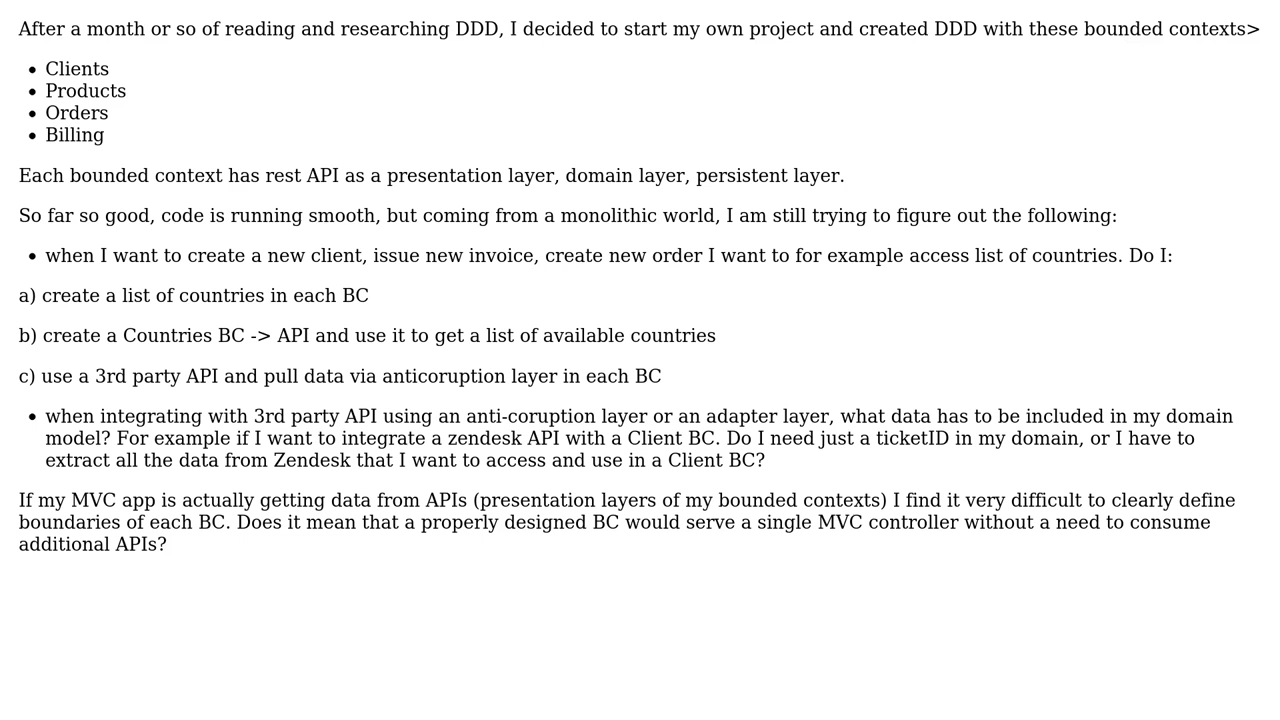 After a month or so of reading and researching DDD, I decided to start my own project and created DDD with these bounded contexts>
• Clients
• Products
• Orders
• Billing
Each bounded context has rest API as a presentation layer, domain layer, persistent layer.
So far so good, code is running smooth, but coming from a monolithic world, I am still trying to figure out the following:
• when I want to create a new client, issue new invoice, create new order I want to for example access list of countries. Do I:
a) create a list of countries in each BC
b) create a Countries BC -> API and use it to get a list of available countries
c) use a 3rd party API and pull data via anticoruption layer in each BC
• when integrating with 3rd party API using an anti-coruption layer or an adapter layer, what data has to be included in my domain
model? For example if I want to integrate a zendesk API with a Client BC. Do I need just a ticketID in my domain, or I have to
extract all the data from Zendesk that I want to access and use in a Client BC?
If my MVC app is actually getting data from APIs (presentation layers of my bounded contexts) I find it very difficult to clearly define
boundaries of each BC. Does it mean that a properly designed BC would serve a single MVC controller without a need to consume
additional APIs?